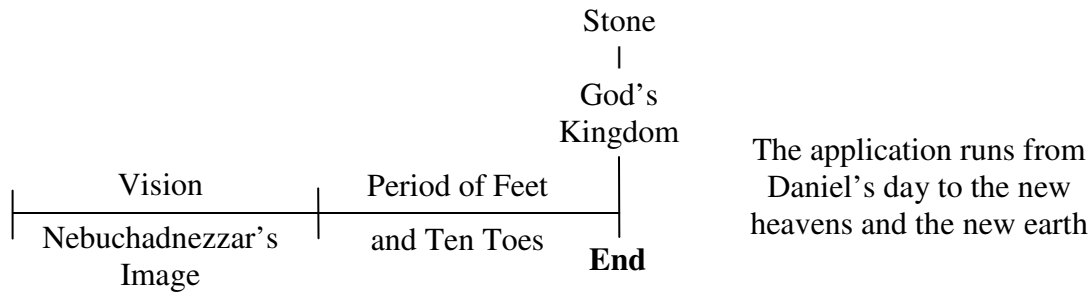 Stone
God's
Kingdom
Vision
Nebuchadnezzar's
Image
Period of Feet
and Ten Toes
End
The application runs from
Daniel's day to the new
heavens and the new earth